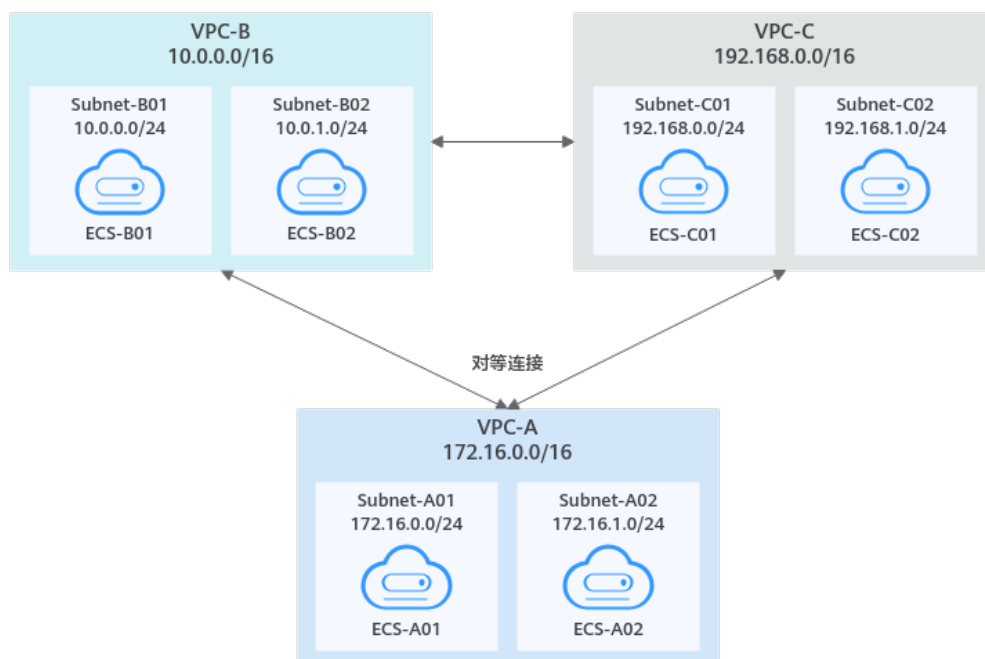 VPC-B
10.0.0.0/16
Subnet-B01
10.0.0.0/24
ECS-B01
Subnet-B02
10.0.1.0/24
ECS-B02
VPC-C
192.168.0.0/16
Subnet-C01
192.168.0.0/24
ECS-C01
Subnet-C02
192.168.1.0/24
ECS-C02
对等连接
VPC-A
172.16.0.0/16
Subnet-A01
172.16.0.0/24
ECS-A01
Subnet-A02
172.16.1.0/24
ECS-A02